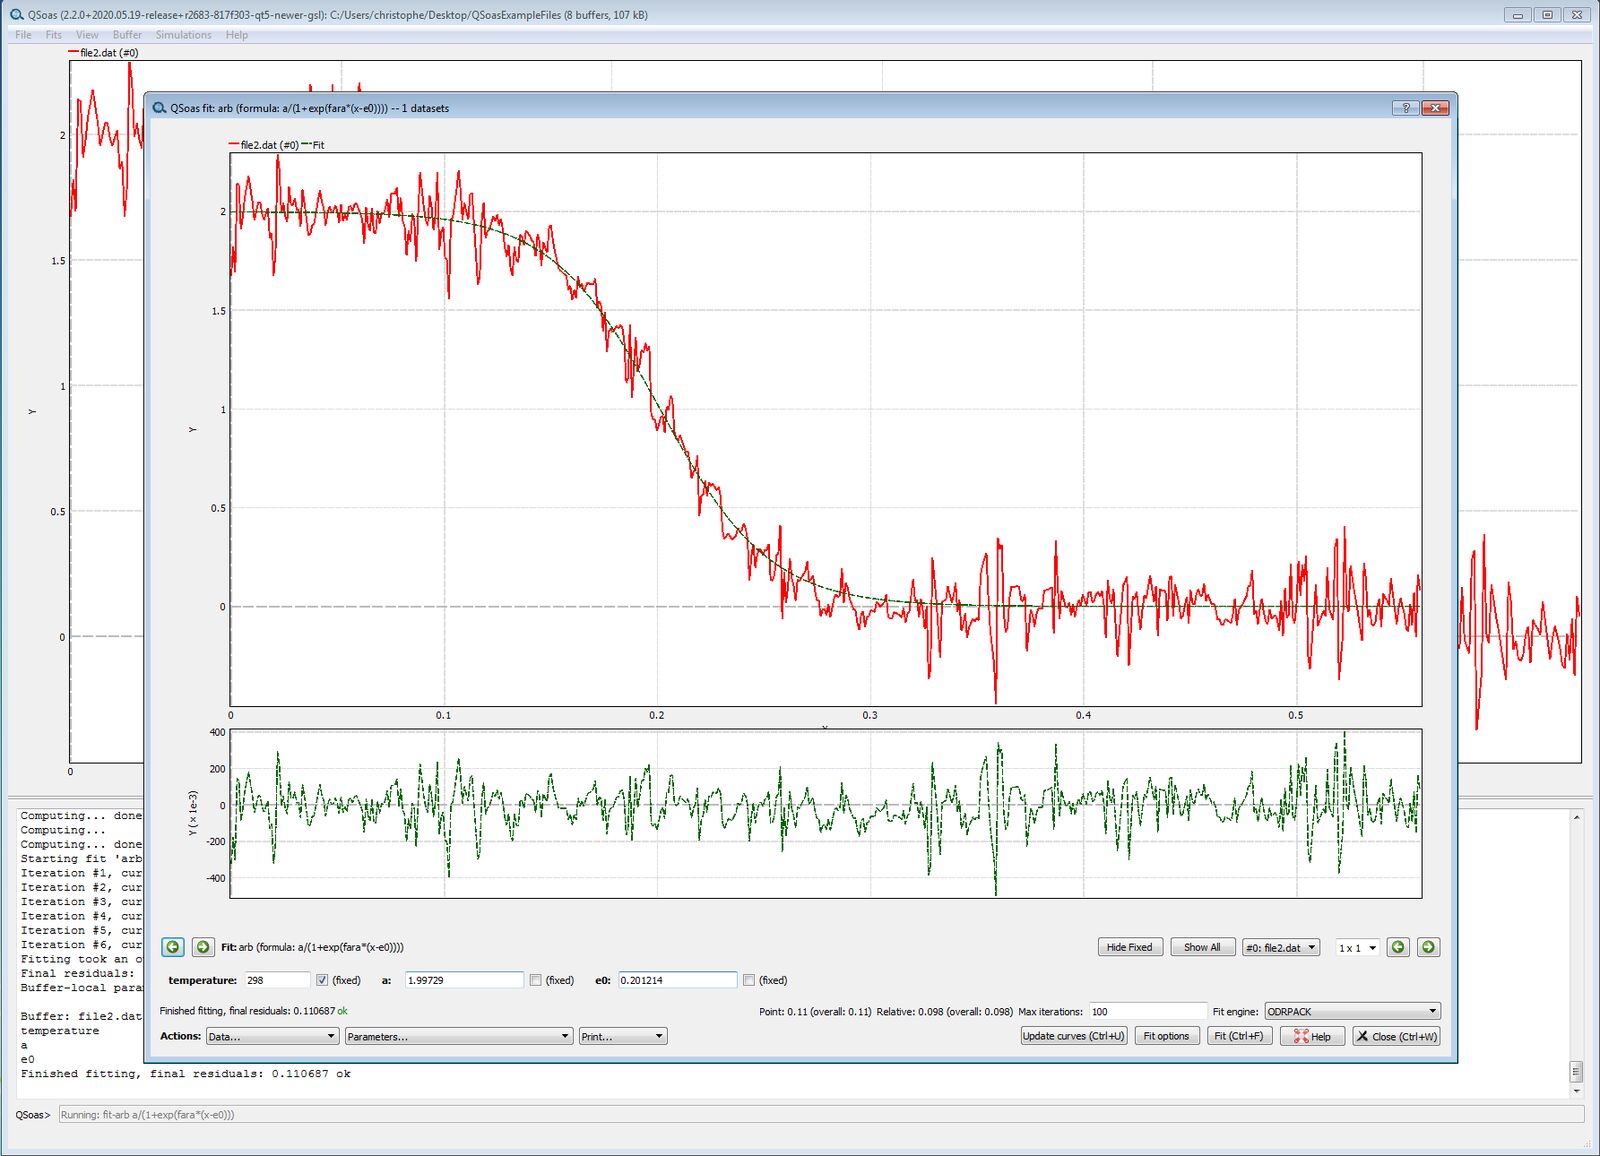 QSoas (2.2.0+2020.05.19-release+r2683-817f303-qt5-newer-gsl): C:/Users/christophe/Desktop/QSoasExampleFiles (8 buffers, 107 kB)
File Fits View Buffer Simulations Help
file2.dat (#0)
2
1.5
1
0.5
0
Y
0
QSoas fit: arb (formula: a/(1+exp(fara*(x-e0)))) -- 1 datasets
file2.dat (#0) Fit
2
1.5
1
0.5
0
Y
0 0.1 0.2 0.3 0.4 0.5
400
200
0
-200
-400
Y (x 1e-3)
Fit: arb (formula: a/(1+exp(fara*(x-e0))))
Hide Fixed Show All #0: file2.dat 1 x 1
temperature: 298 (fixed) a: 1.99729 (fixed) e0: 0.201214 (fixed)
Finished fitting, final residuals: 0.110687 ok
Point: 0.11 (overall: 0.11) Relative: 0.098 (overall: 0.098) Max iterations: 100 Fit engine: ODRPACK
Actions: Data... Parameters... Print... Update curves (Ctrl+U) Fit options Fit (Ctrl+F) Help Close (Ctrl+W)
Computing... done
Computing...
Computing... done
Starting fit 'arb
Iteration #1, cur
Iteration #2, cur
Iteration #3, cur
Iteration #4, cur
Iteration #5, cur
Iteration #6, cur
Fitting took an o
Final residuals:
Buffer-local para
Buffer: file2.dat
temperature
a
e0
Finished fitting, final residuals: 0.110687 ok
QSoas> Running: fit-arb a/(1+exp(fara*(x-e0)))